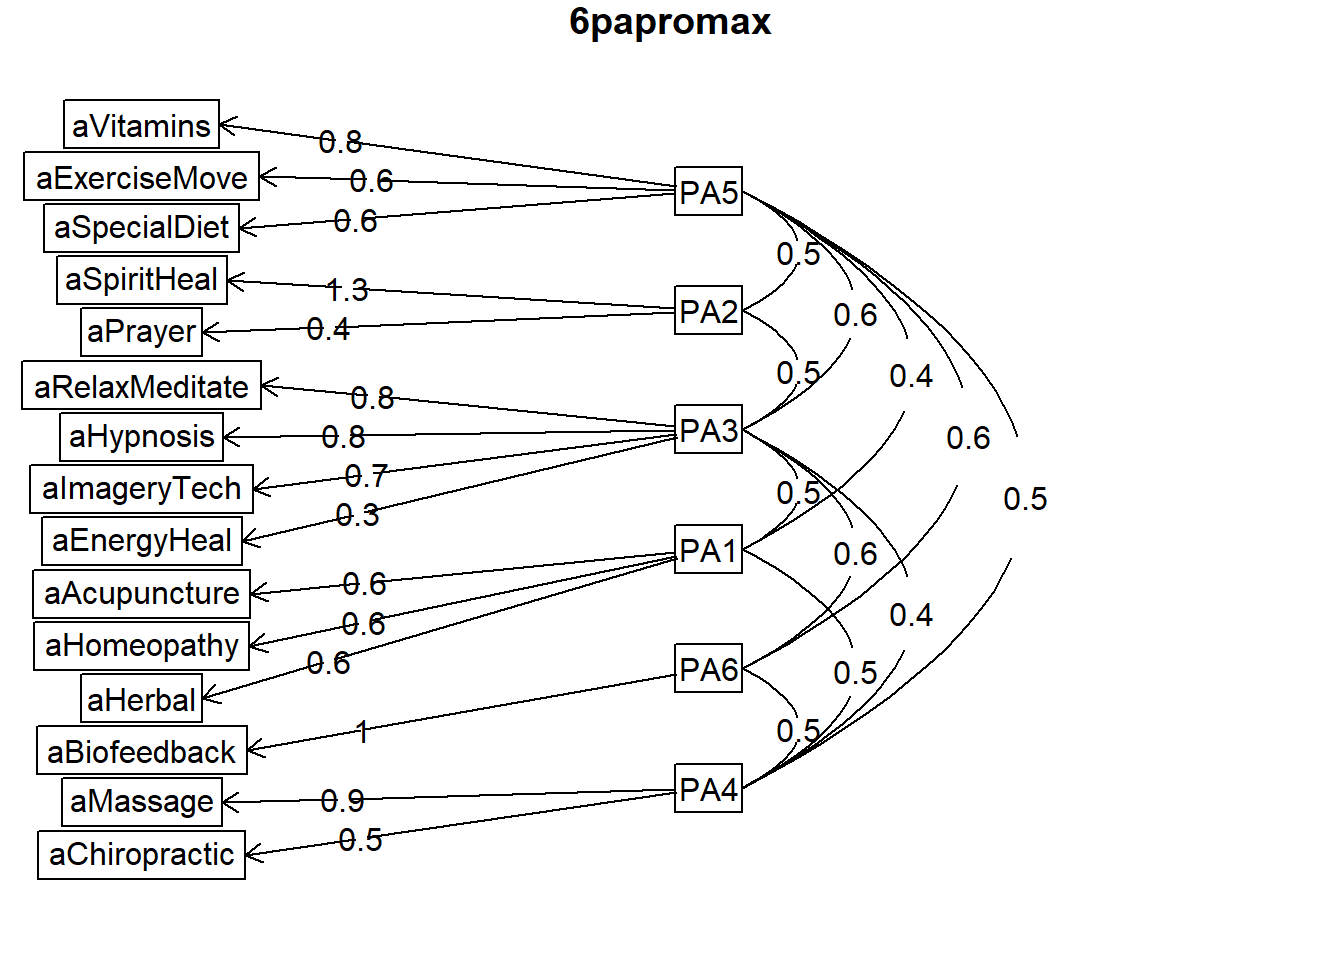 6papromax
aVitamins
aExerciseMove
aSpecialDiet
aSpiritHeal
aPrayer
aRelaxMeditate
aHypnosis
aImageryTech
aEnergyHeal
aAcupuncture
aHomeopathy
aHerbal
aBiofeedback
aMassage
aChiropractic
0.8
0.6
0.6
1.3
0.4
0.8
0.8
0.7
0.3
0.6
0.6
0.6
1
0.9
0.5
PA5
PA2
PA3
PA1
PA6
PA4
0.5
0.5
0.5
0.5
0.6
0.6
0.5
0.4
0.4
0.6
0.5